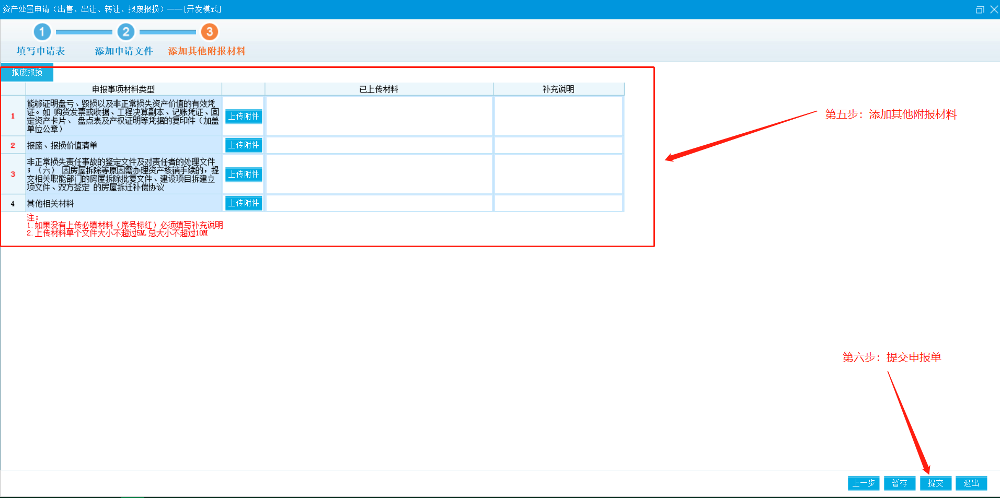 资产处置申请（出售、出让、转让、报废报损）——[开发模式]
1 2 3
填写申请表 添加申请文件 添加其他附报材料
报废报损
申报事项材料类型 已上传材料 补充说明
1
能够证明盘亏、毁损以及非正常损失资产价值的有效凭
证。如 购货发票或收据、工程决算副本、记账凭证、固
定资产卡片、 盘点表及产权证明等凭据的复印件（加盖
单位公章）
上传附件
2 报废、报损价值清单 上传附件
3
非正常损失责任事故的鉴定文件及对责任者的处理文件
；（六） 因房屋拆除等原因需办理资产核销手续的，提
交相关职能部门的房屋拆除批复文件、建设项目拆建立
项文件、双方签定 的房屋拆迁补偿协议
上传附件
4 其他相关材料 上传附件
注：
1.如果没有上传必填材料（序号标红）必须填写补充说明
2.上传材料单个文件大小不超过5M,总大小不超过10M
第五步：添加其他附报材料
第六步：提交申报单
上一步 暂存 提交 退出